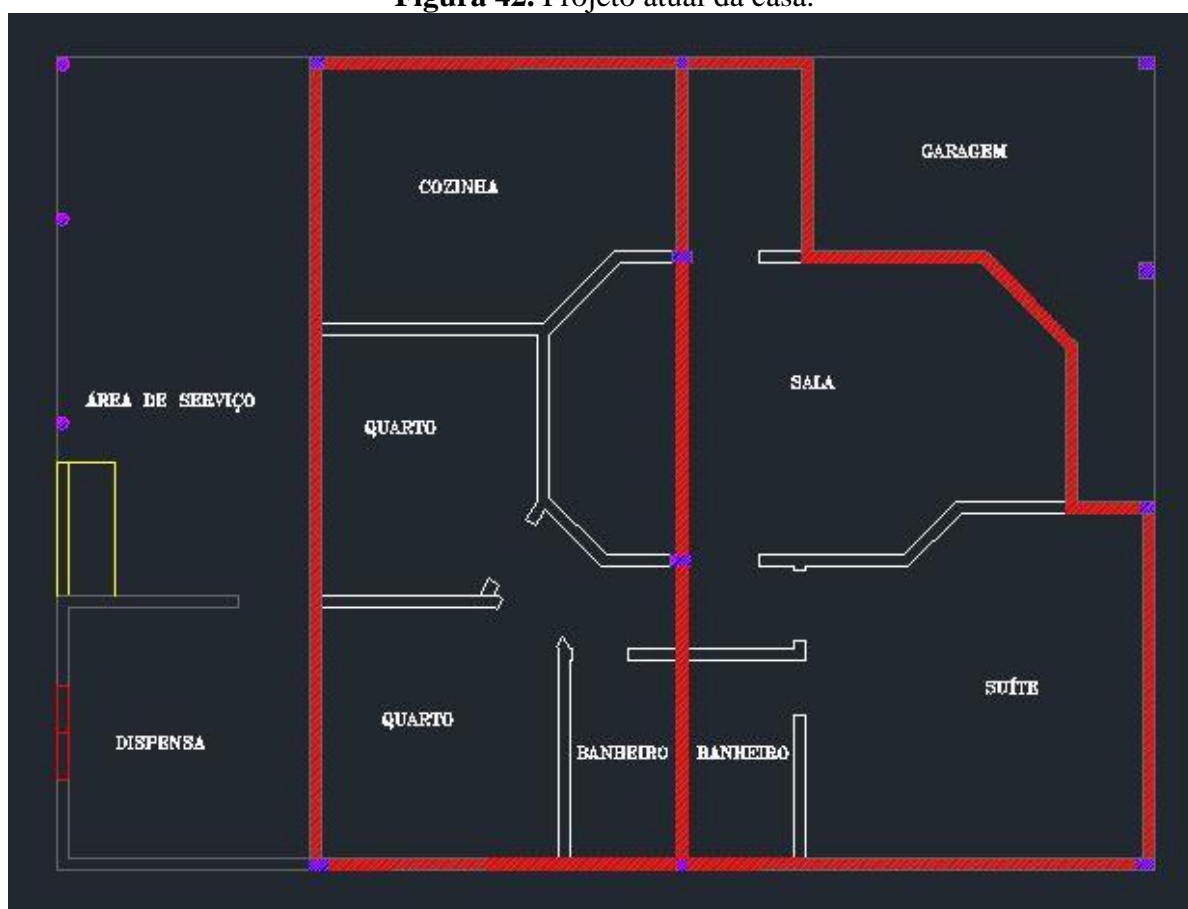 Figura 42. Projeto atual da casa.
GARAGEM
COZINHA
SALA
ÁREA DE SERVIÇO
QUARTO
SUÍTE
QUARTO
DISPENSA
BANHEIRO
BANHEIRO